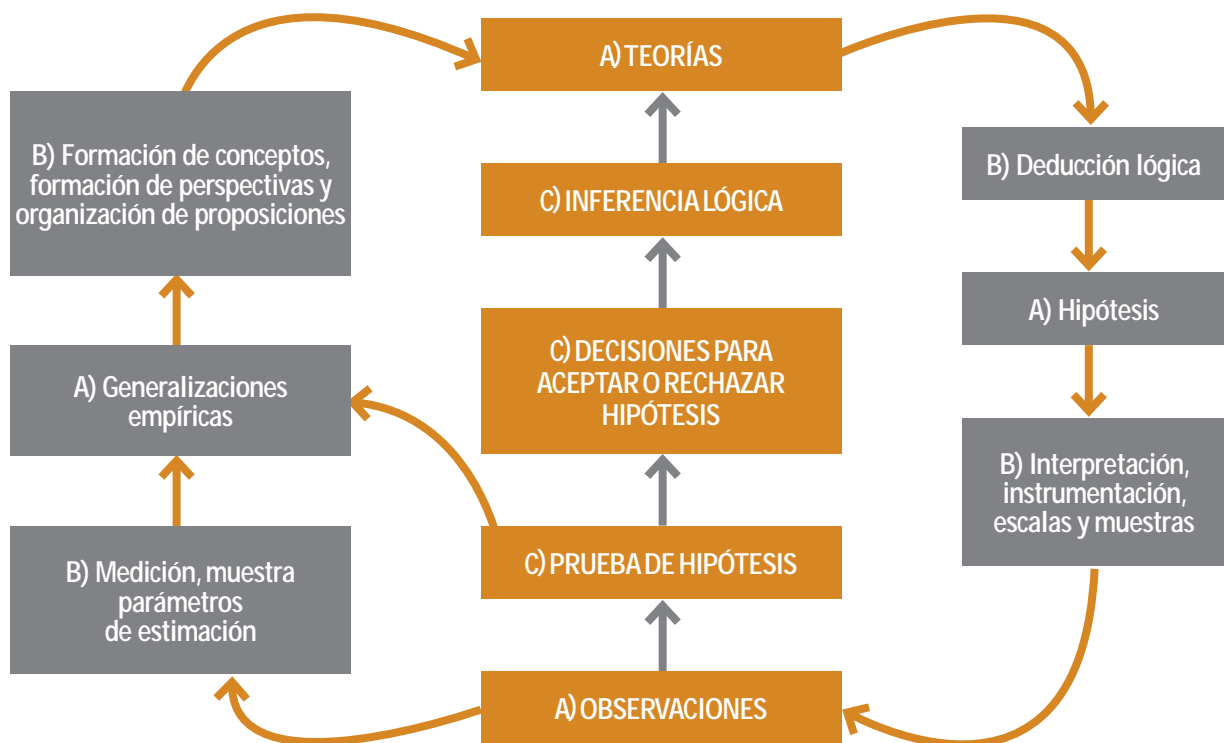 A) TEORÍAS
B) Formación de conceptos,
formación de perspectivas y
organización de proposiciones
B) Deducción lógica
C) INFERENCIA LÓGICA
A) Hipótesis
C) DECISIONES PARA
ACEPTAR O RECHAZAR
HIPÓTESIS
A) Generalizaciones
empíricas
B) Interpretación,
instrumentación,
escalas y muestras
C) PRUEBA DE HIPÓTESIS
B) Medición, muestra
parámetros
de estimación
A) OBSERVACIONES